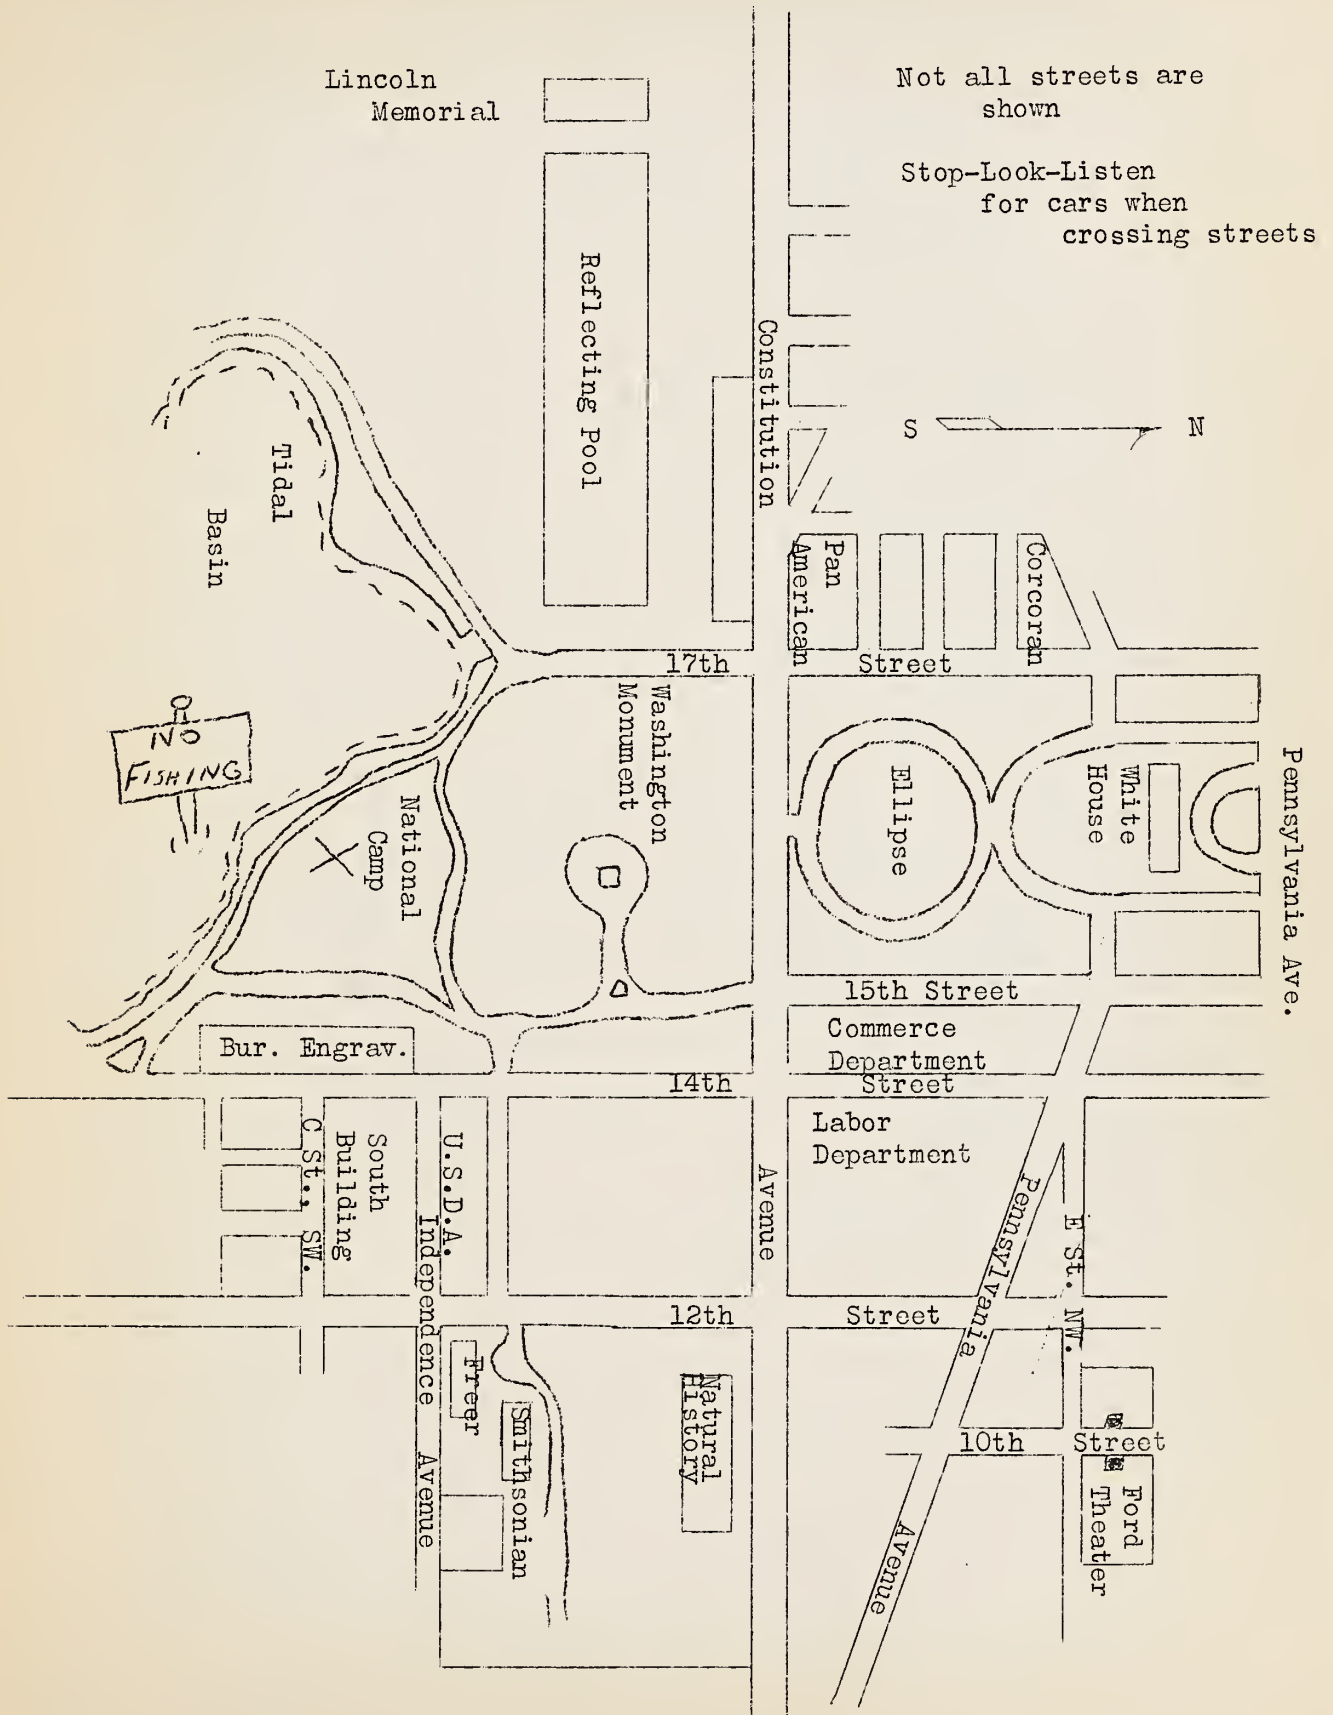 Lincoln
Memorial
Not all streets are
shown
Stop-Look-Listen
for cars when
crossing streets
Reflecting Pool
Constitution
S
N
Tidal
Basin
Pan
American
Corcoran
17th
Street
Washington
Monument
NO
FISHING
National
Camp
Ellipse
White
House
Pennsylvania Ave.
15th Street
Commerce
Department
Bur. Engrav.
14th
Street
Labor
Department
C St., SW.
South
Building
U.S.D.A.
Independence
Avenue
Avenue
Pennsylvania
E St. NW.
12th
Street
Freer
Smithsonian
Natural
History
10th
Street
Ford
Theater
Avenue